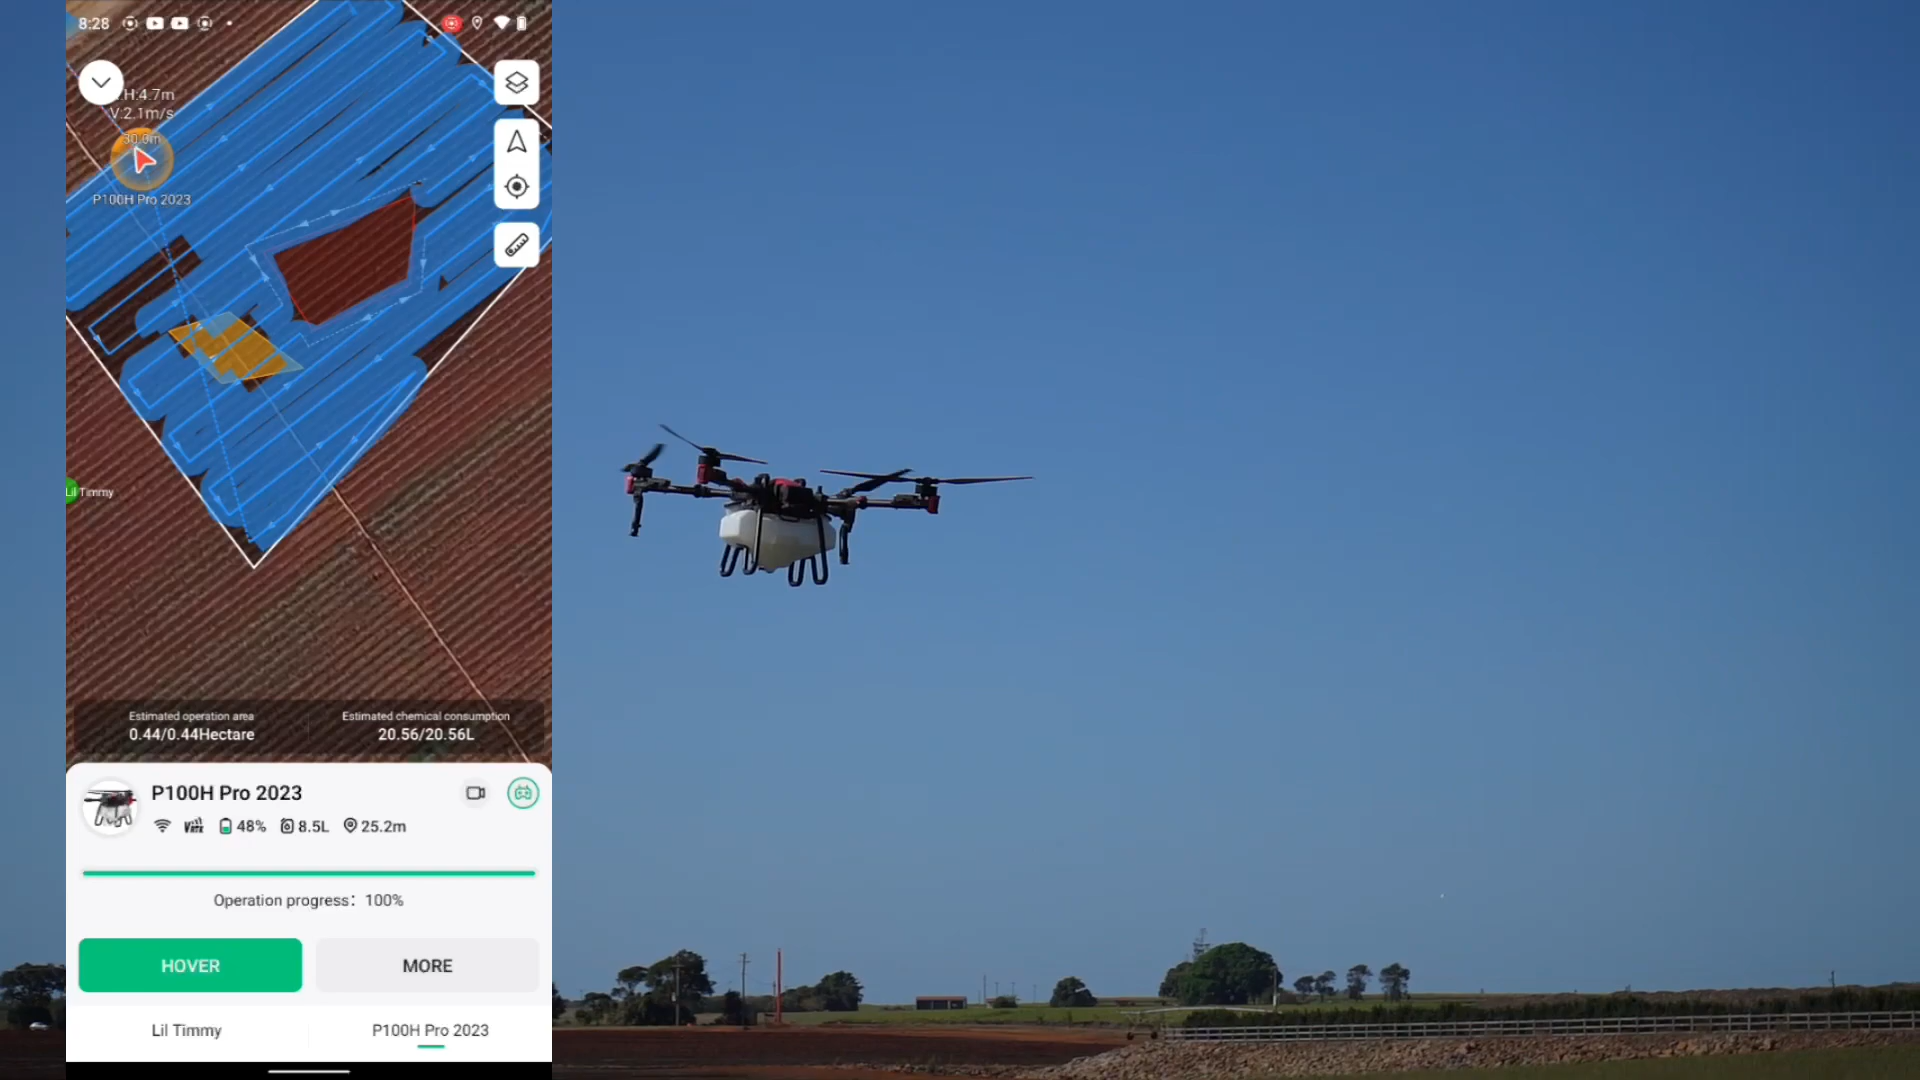 8:28
H:4.7m
V:2.1m/s
30.0m
P100H Pro 2023
Lil Timmy
Estimated operation area
0.44/0.44Hectare
Estimated chemical consumption
20.56/20.56L
P100H Pro 2023
48%
8.5L
25.2m
Operation progress: 100%
HOVER
MORE
Lil Timmy
P100H Pro 2023